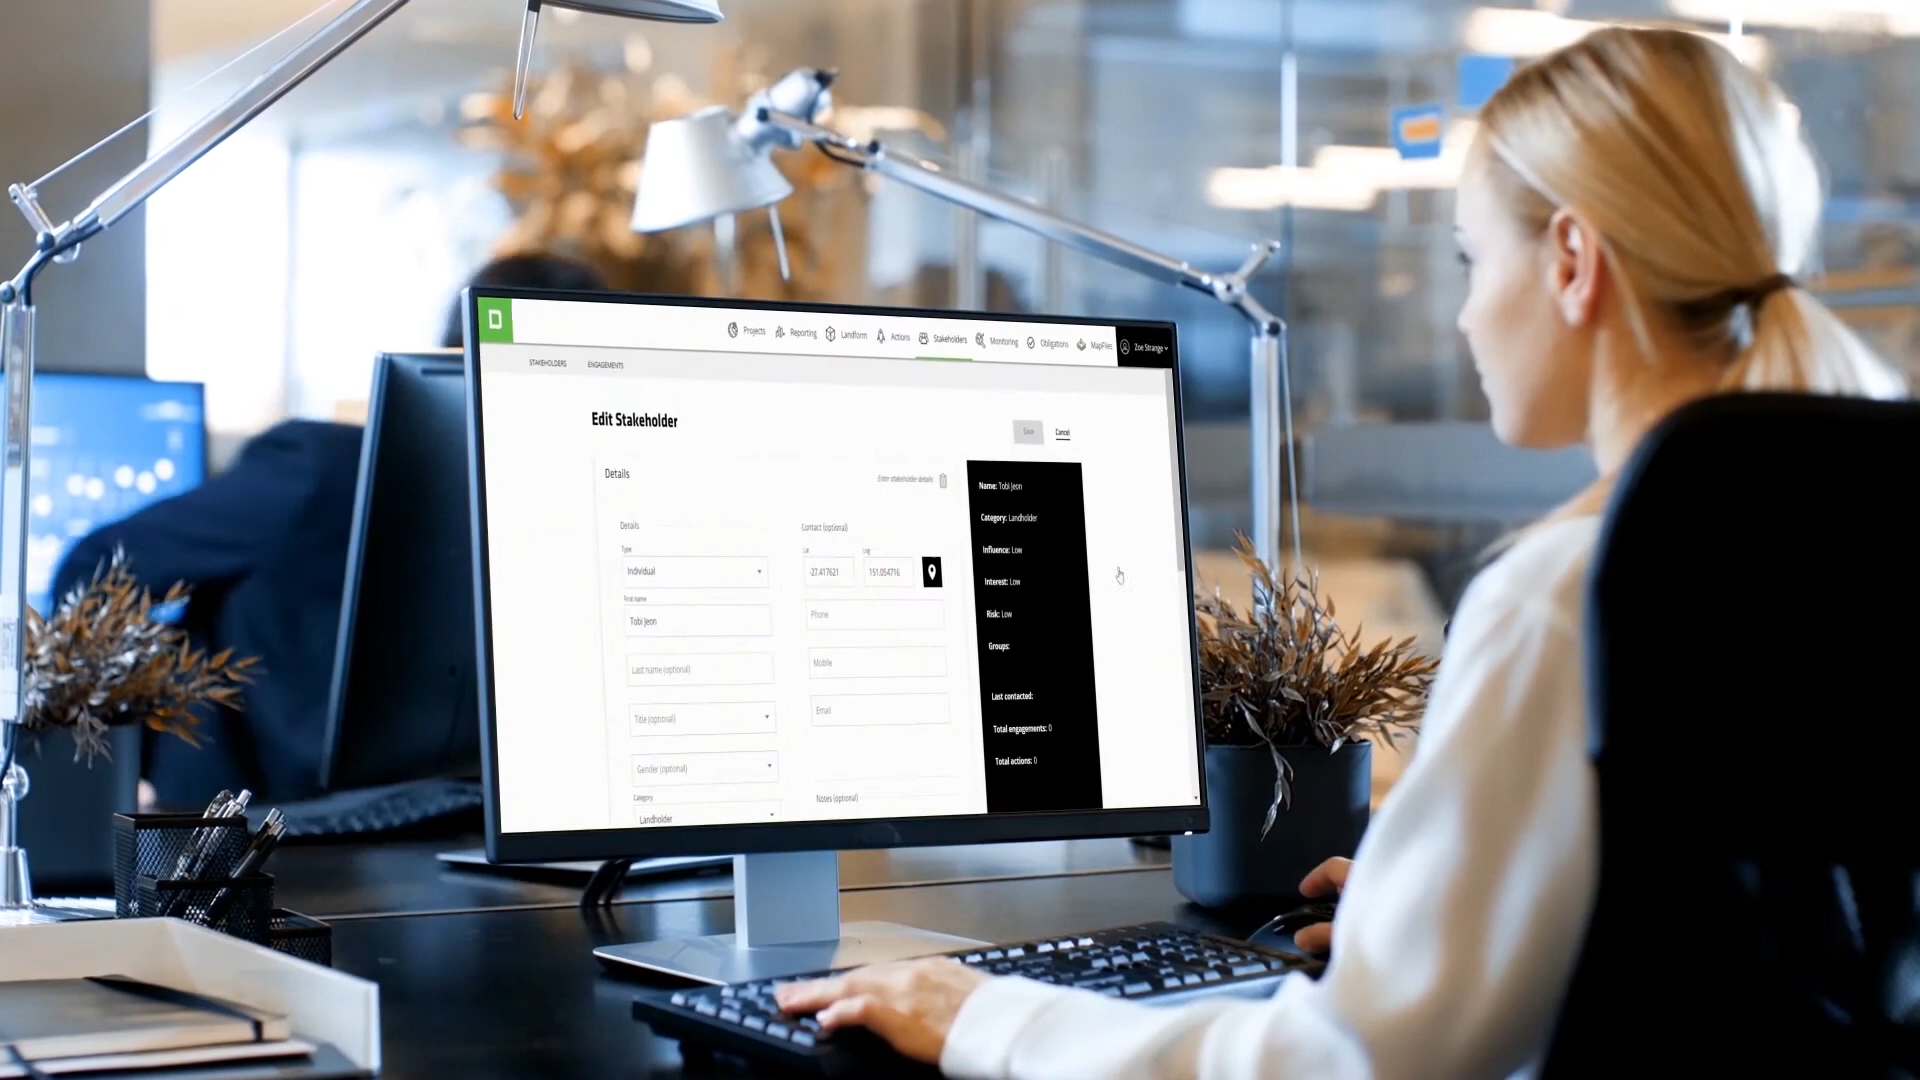 Projects Reporting Landform Actions Stakeholders Monitoring Obligations MapFiles Zoe Strange
STAKEHOLDERS ENGAGEMENTS
Edit Stakeholder
Save Cancel
Details
Enter stakeholder details
Details
Type
Individual
First name
Tobi Jeon
Last name (optional)
Title (optional)
Gender (optional)
Category
Landholder
Contact (optional)
Lat Lng
-27.417621 151.054716
Phone
Mobile
Email
Notes (optional)
Name: Tobi Jeon
Category: Landholder
Influence: Low
Interest: Low
Risk: Low
Groups:
Last contacted:
Total engagements: 0
Total actions: 0